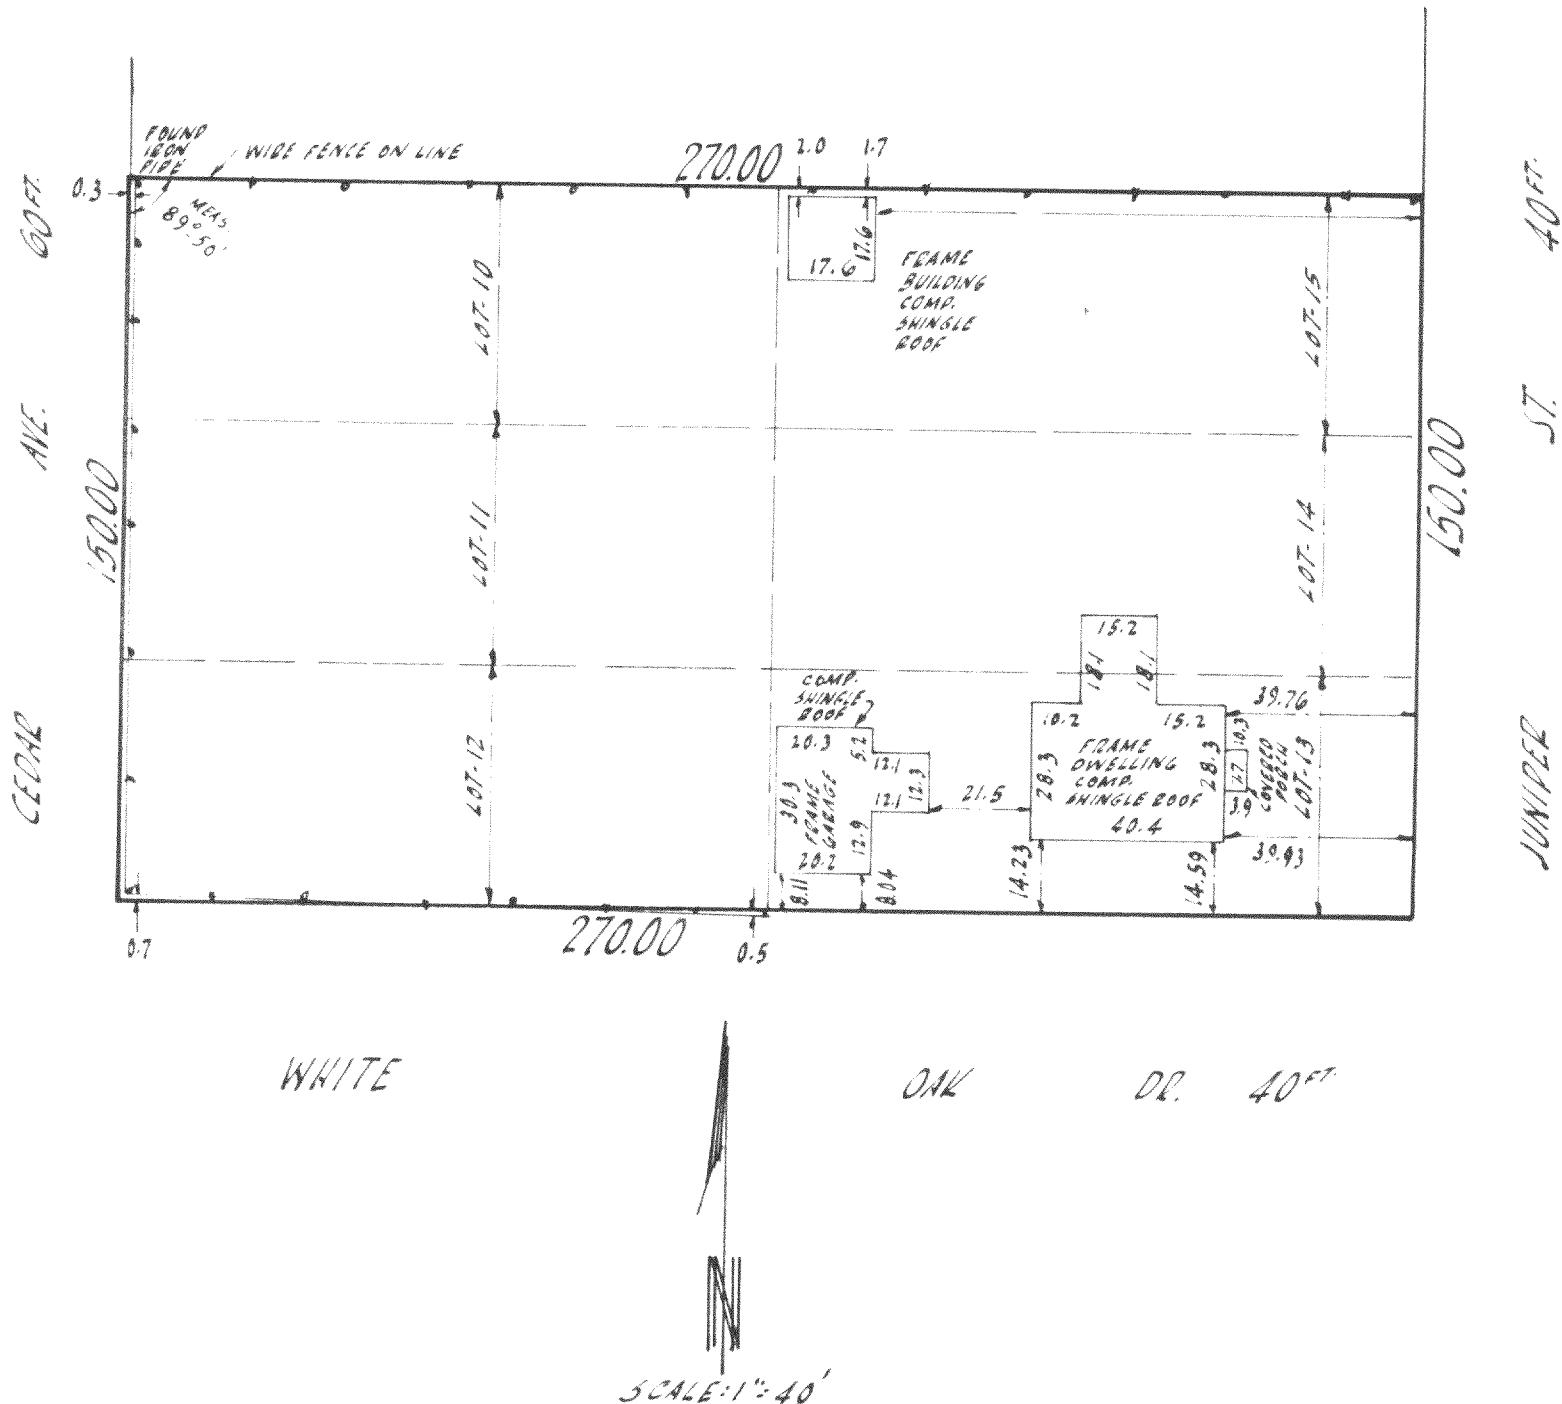 FOUND
IRON
PIPE
WIRE FENCE ON LINE
270.00
2.0
1.7
0.3
MEAS.
89°50'
60 FT.
40 FT.
17.6
17.6
FRAME
BUILDING
COMP.
SHINGLE
ROOF
LOT-10
LOT-15
AVE.
ST.
150.00
150.00
LOT-11
LOT-14
15.2
18.1
18.1
COMP.
SHINGLE
ROOF
39.76
10.2
15.2
10.3
CEDAR
JUNIPER
LOT-12
20.3
5.2
12.1
12.3
12.1
30.3
FRAME
GARAGE
12.9
20.2
21.5
28.3
FRAME
DWELLING
COMP.
SHINGLE ROOF
40.4
28.3
3.9
COVERED
PORCH
LOT-13
39.93
8.11
8.04
14.23
14.59
0.7
270.00
0.5
WHITE OAK DR. 40 FT.
N
SCALE: 1"= 40'